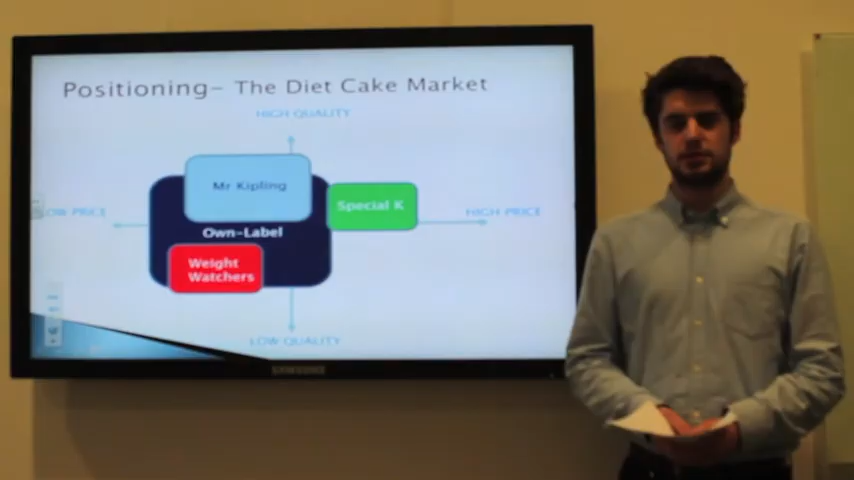 Positioning- The Diet Cake Market
HIGH QUALITY
Mr Kipling
Special K
LOW PRICE
HIGH PRICE
Own-Label
Weight
Watchers
LOW QUALITY
SAMSUNG